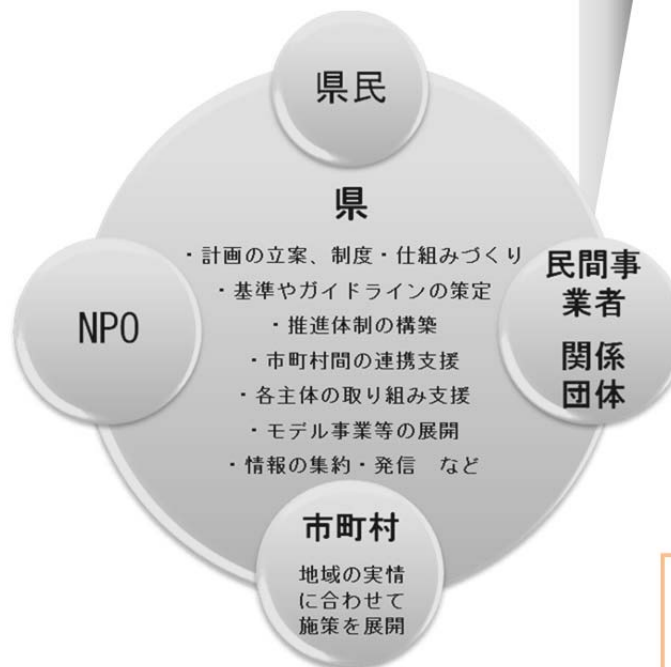 県民
県
・計画の立案、制度・仕組みづくり
・基準やガイドラインの策定
・推進体制の構築
・市町村間の連携支援
・各主体の取り組み支援
・モデル事業等の展開
・情報の集約・発信　など
NPO
民間事
業者
関係
団体
市町村
地域の実情
に合わせて
施策を展開